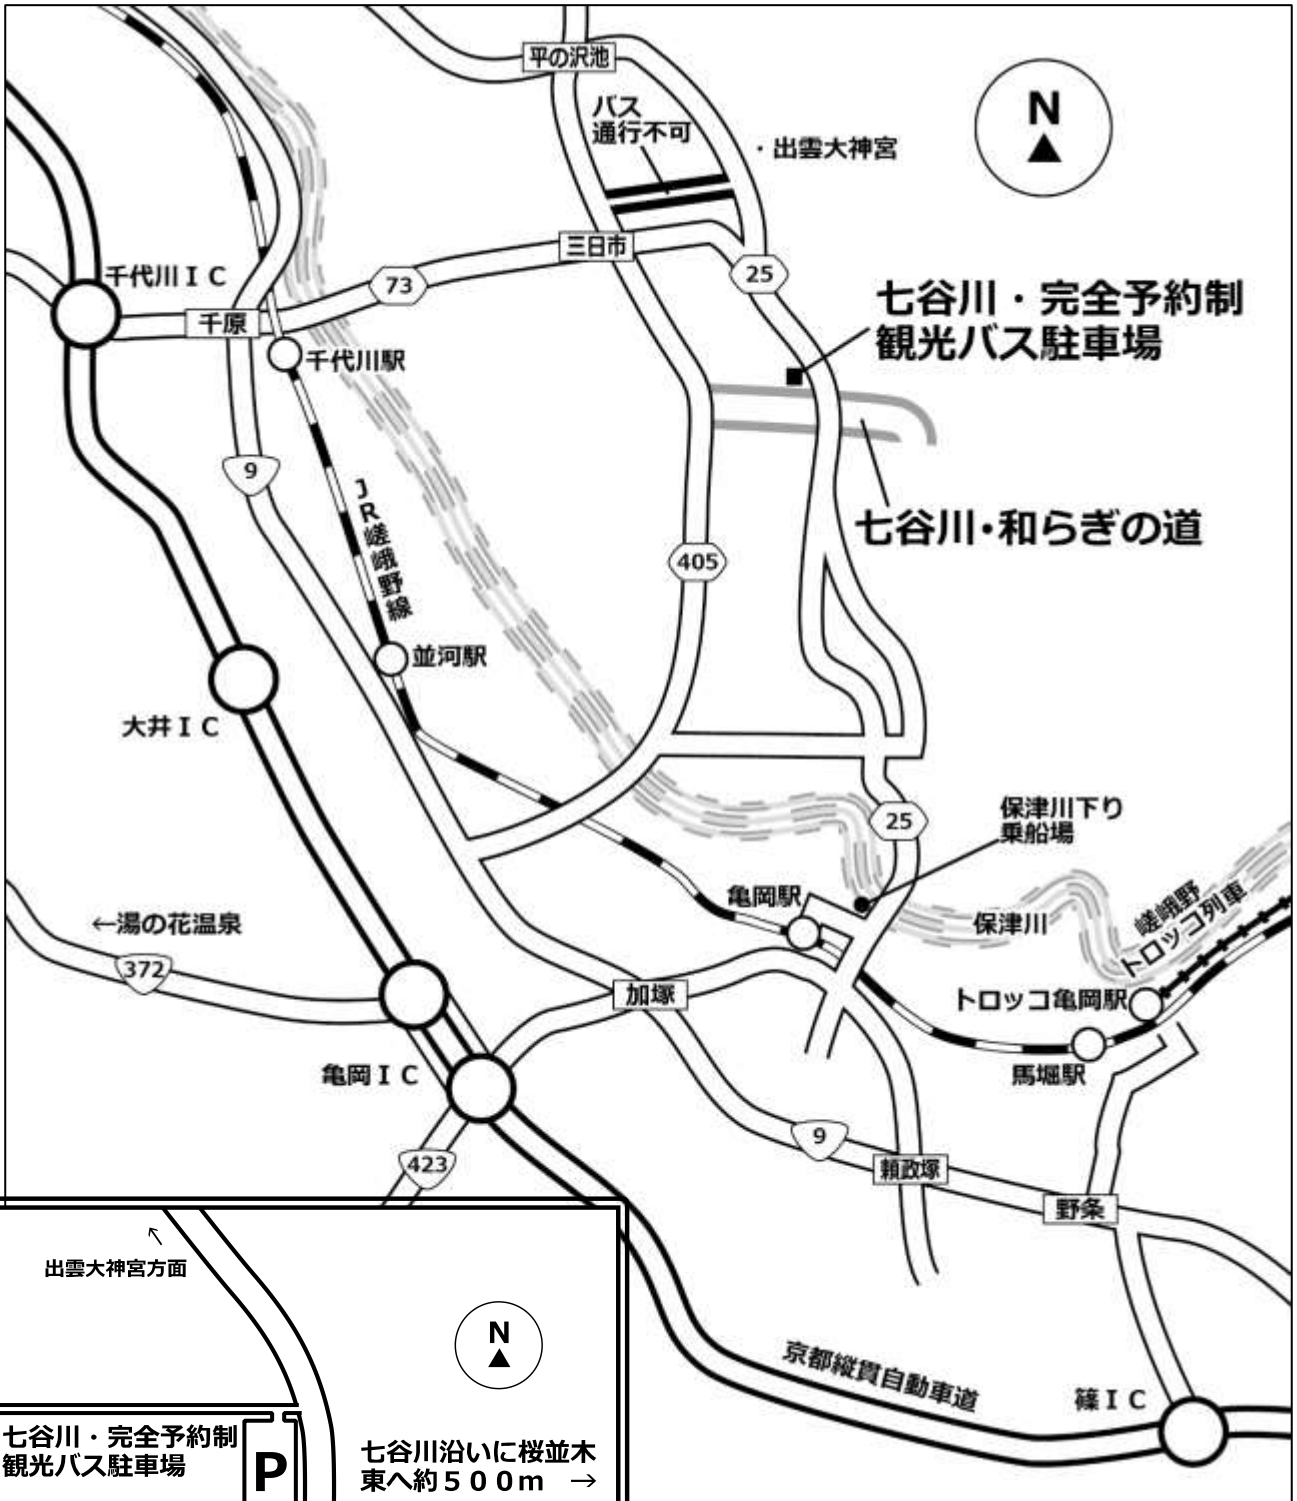 平の沢池
バス
通行不可
・出雲大神宮
N
三日市
千代川ＩＣ
73
25
千原
千代川駅
七谷川・完全予約制
観光バス駐車場
9
ＪＲ嵯峨野線
七谷川・和らぎの道
405
並河駅
大井ＩＣ
25
保津川下り
乗船場
亀岡駅
←湯の花温泉
保津川
嵯峨野
トロッコ列車
372
加塚
トロッコ亀岡駅
馬堀駅
亀岡ＩＣ
423
9
頼政塚
野条
京都縦貫自動車道
篠ＩＣ
↖
出雲大神宮方面
N
七谷川・完全予約制
観光バス駐車場
P
七谷川沿いに桜並木
東へ約５００ｍ →